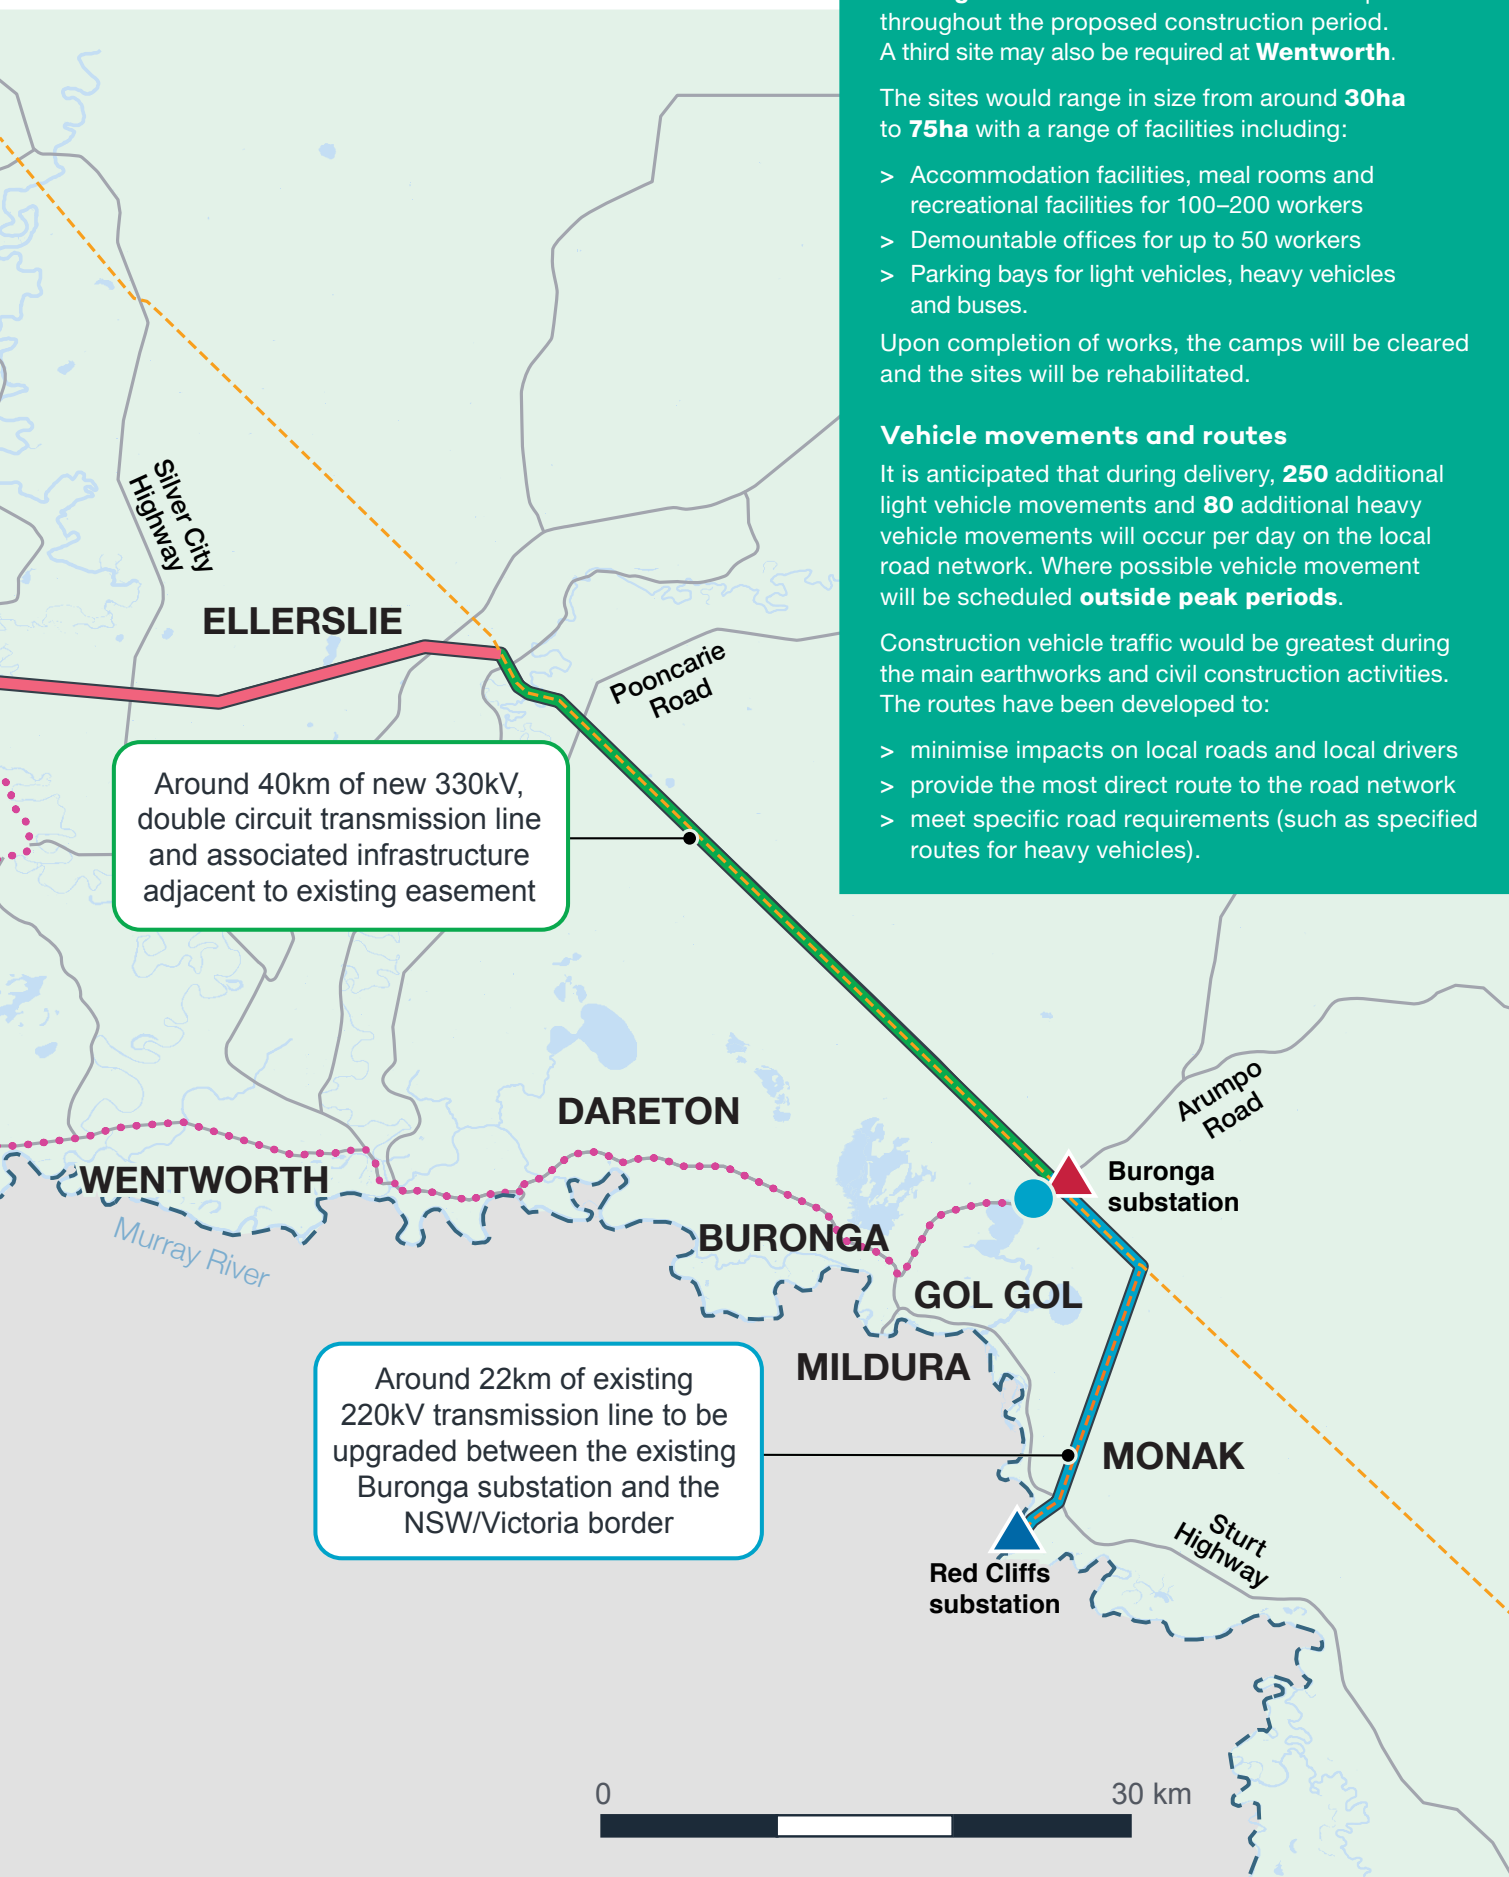 throughout the proposed construction period.
A third site may also be required at Wentworth.
The sites would range in size from around 30ha
to 75ha with a range of facilities including:
> Accommodation facilities, meal rooms and
recreational facilities for 100–200 workers
> Demountable offices for up to 50 workers
> Parking bays for light vehicles, heavy vehicles
and buses.
Upon completion of works, the camps will be cleared
and the sites will be rehabilitated.
Vehicle movements and routes
It is anticipated that during delivery, 250 additional
light vehicle movements and 80 additional heavy
vehicle movements will occur per day on the local
road network. Where possible vehicle movement
will be scheduled outside peak periods.
Construction vehicle traffic would be greatest during
the main earthworks and civil construction activities.
The routes have been developed to:
> minimise impacts on local roads and local drivers
> provide the most direct route to the road network
> meet specific road requirements (such as specified
routes for heavy vehicles).
Silver City
Highway
ELLERSLIE
Pooncarie
Road
Around 40km of new 330kV,
double circuit transmission line
and associated infrastructure
adjacent to existing easement
Arumpo
Road
DARETON
WENTWORTH
Buronga
substation
Murray River
BURONGA
GOL GOL
MILDURA
Around 22km of existing
220kV transmission line to be
upgraded between the existing
Buronga substation and the
NSW/Victoria border
MONAK
Sturt
Highway
Red Cliffs
substation
0
30 km